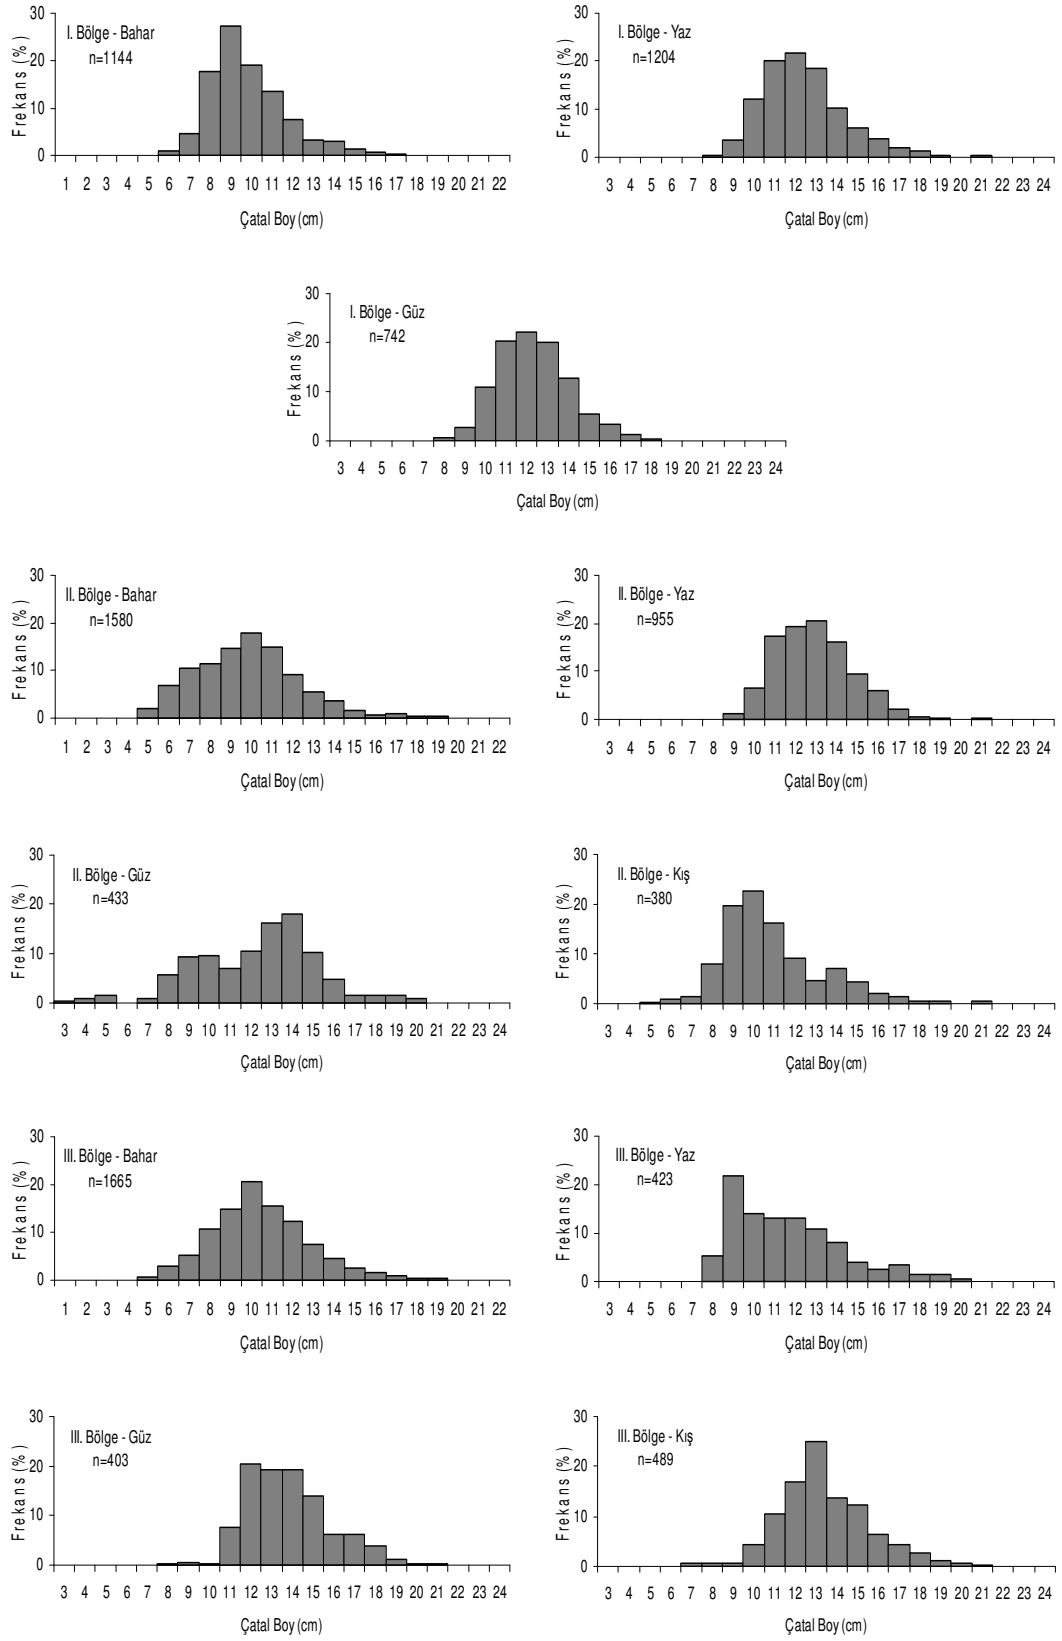 I. Bölge - Bahar
n=1144
Frekans (%)
30
20
10
0
1 2 3 4 5 6 7 8 9 10 11 12 13 14 15 16 17 18 19 20 21 22
Çatal Boy (cm)
I. Bölge - Yaz
n=1204
Frekans (%)
30
20
10
0
3 4 5 6 7 8 9 10 11 12 13 14 15 16 17 18 19 20 21 22 23 24
Çatal Boy (cm)
I. Bölge - Güz
n=742
Frekans (%)
30
20
10
0
3 4 5 6 7 8 9 10 11 12 13 14 15 16 17 18 19 20 21 22 23 24
Çatal Boy (cm)
II. Bölge - Bahar
n=1580
Frekans (%)
30
20
10
0
1 2 3 4 5 6 7 8 9 10 11 12 13 14 15 16 17 18 19 20 21 22
Çatal Boy (cm)
II. Bölge - Yaz
n=955
Frekans (%)
30
20
10
0
3 4 5 6 7 8 9 10 11 12 13 14 15 16 17 18 19 20 21 22 23 24
Çatal Boy (cm)
II. Bölge - Güz
n=433
Frekans (%)
30
20
10
0
3 4 5 6 7 8 9 10 11 12 13 14 15 16 17 18 19 20 21 22 23 24
Çatal Boy (cm)
II. Bölge - Kış
n=380
Frekans (%)
30
20
10
0
3 4 5 6 7 8 9 10 11 12 13 14 15 16 17 18 19 20 21 22 23 24
Çatal Boy (cm)
III. Bölge - Bahar
n=1665
Frekans (%)
30
20
10
0
1 2 3 4 5 6 7 8 9 10 11 12 13 14 15 16 17 18 19 20 21 22
Çatal Boy (cm)
III. Bölge - Yaz
n=423
Frekans (%)
30
20
10
0
3 4 5 6 7 8 9 10 11 12 13 14 15 16 17 18 19 20 21 22 23 24
Çatal Boy (cm)
III. Bölge - Güz
n=403
Frekans (%)
30
20
10
0
3 4 5 6 7 8 9 10 11 12 13 14 15 16 17 18 19 20 21 22 23 24
Çatal Boy (cm)
III. Bölge - Kış
n=489
Frekans (%)
30
20
10
0
3 4 5 6 7 8 9 10 11 12 13 14 15 16 17 18 19 20 21 22 23 24
Çatal Boy (cm)